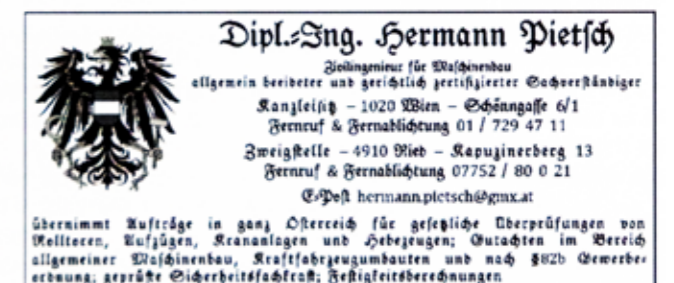 Dipl.-Ing. Hermann Pietsch
Zivilingenieur für Maschinenbau
allgemein beeideter und gerichtlich zertifizierter Sachverständiger
Kanzleisitz – 1020 Wien – Schönngasse 6/1
Fernruf & Fernablichtung 01 / 729 47 11
Zweigstelle – 4910 Ried – Kapuzinerberg 13
Fernruf & Fernablichtung 07752 / 80 0 21
E-Post hermann.pietsch@gmx.at
übernimmt Aufträge in ganz Österreich für gesetzliche Überprüfungen von
Rolltoren, Aufzügen, Krananlagen und Hebezeugen; Gutachten im Bereich
allgemeiner Maschinenbau, Kraftfahrzeugumbauten und nach §82b Gewerbe-
ordnung; geprüfte Sicherheitsfachkraft; Festigkeitsberechnungen